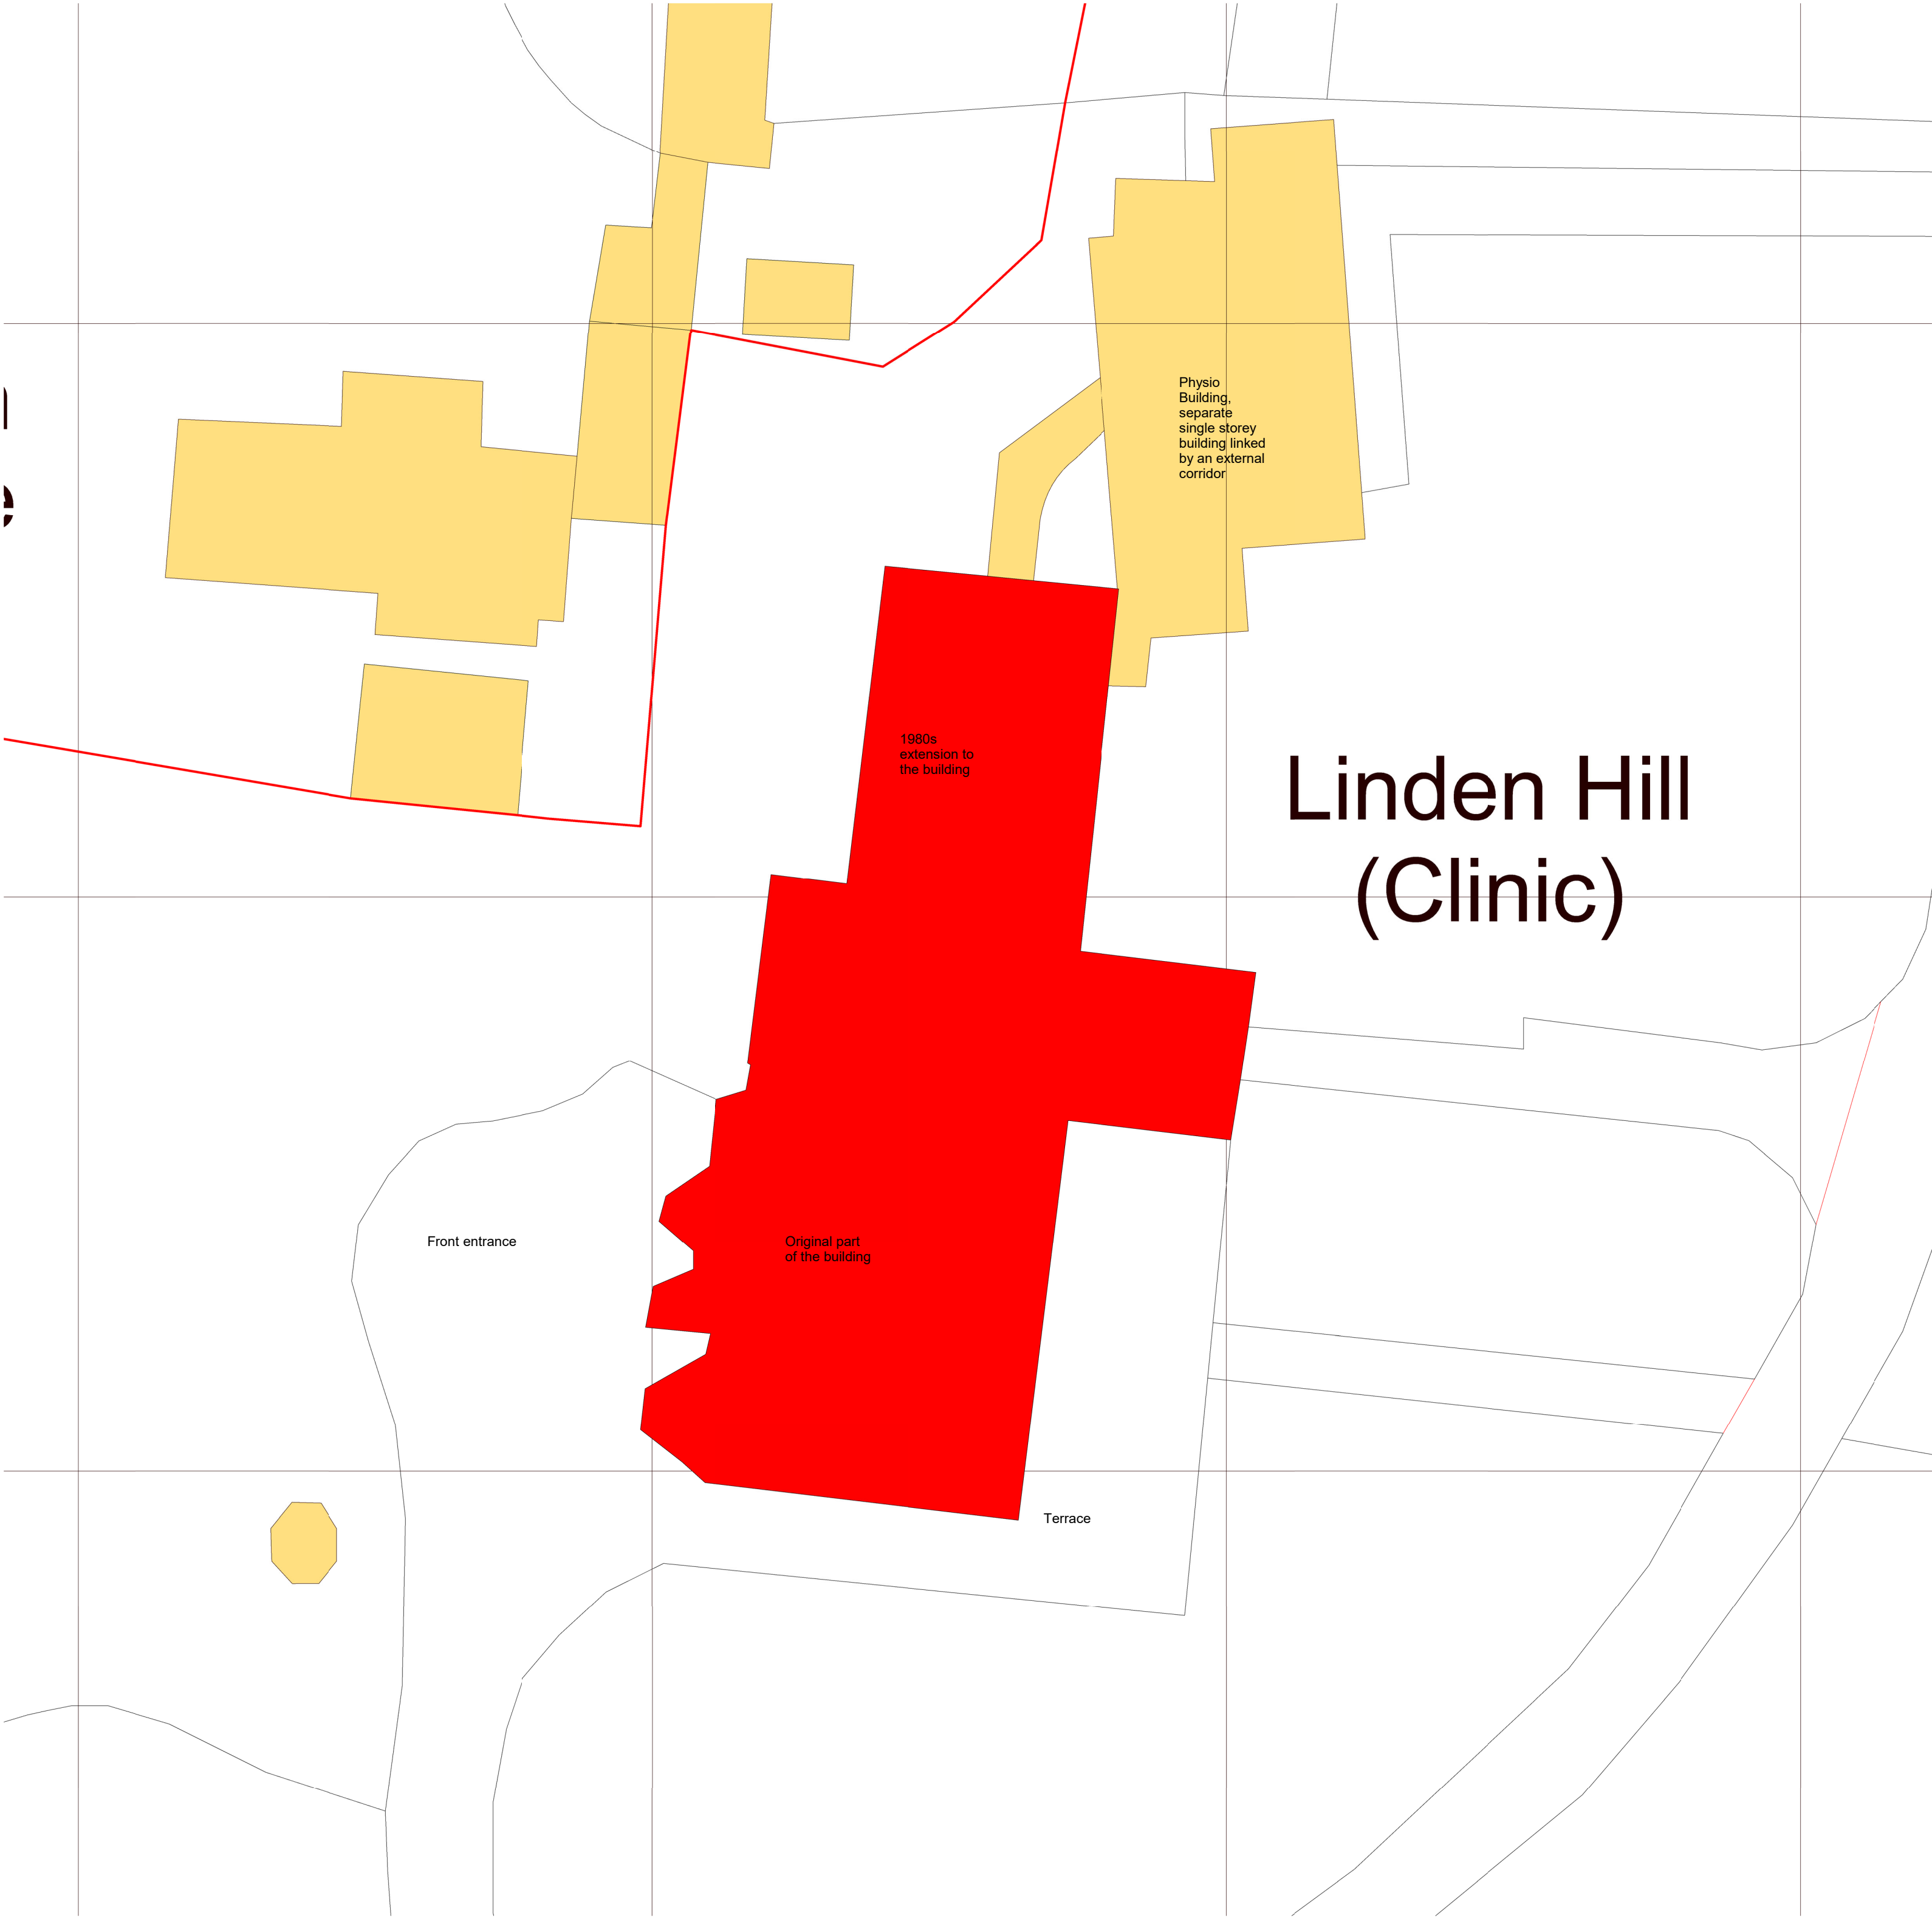 Physio
Building,
separate
single storey
building linked
by an external
corridor
1980s
extension to
the building
Linden Hill
(Clinic)
Front entrance
Original part
of the building
Terrace